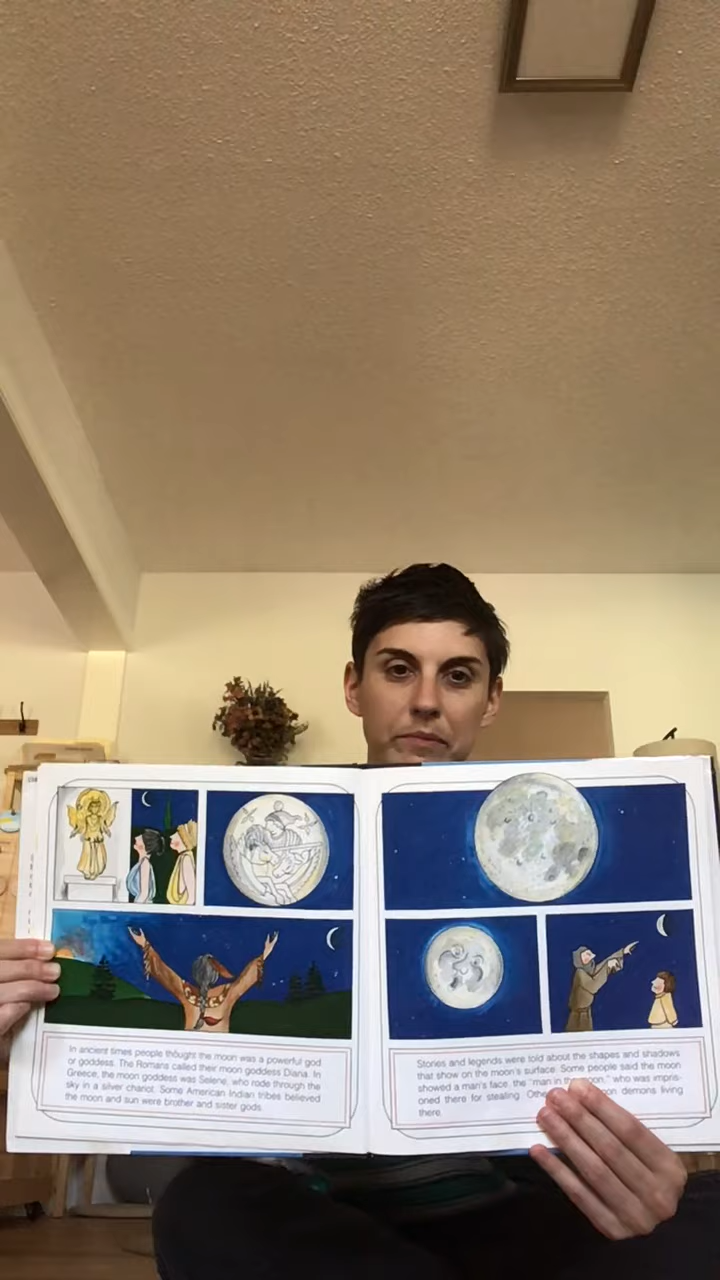 In ancient times people thought the moon was a powerful god
or goddess. The Romans called their moon goddess Diana. In
Greece, the moon goddess was Selene, who rode through the
sky in a silver chariot. Some American Indian tribes believed
the moon and sun were brother and sister gods.
Stories and legends were told about the shapes and shadows
that show on the moon's surface. Some people said the moon
showed a man's face, the "man in the moon," who was impris-
oned there for stealing. demons living
there.